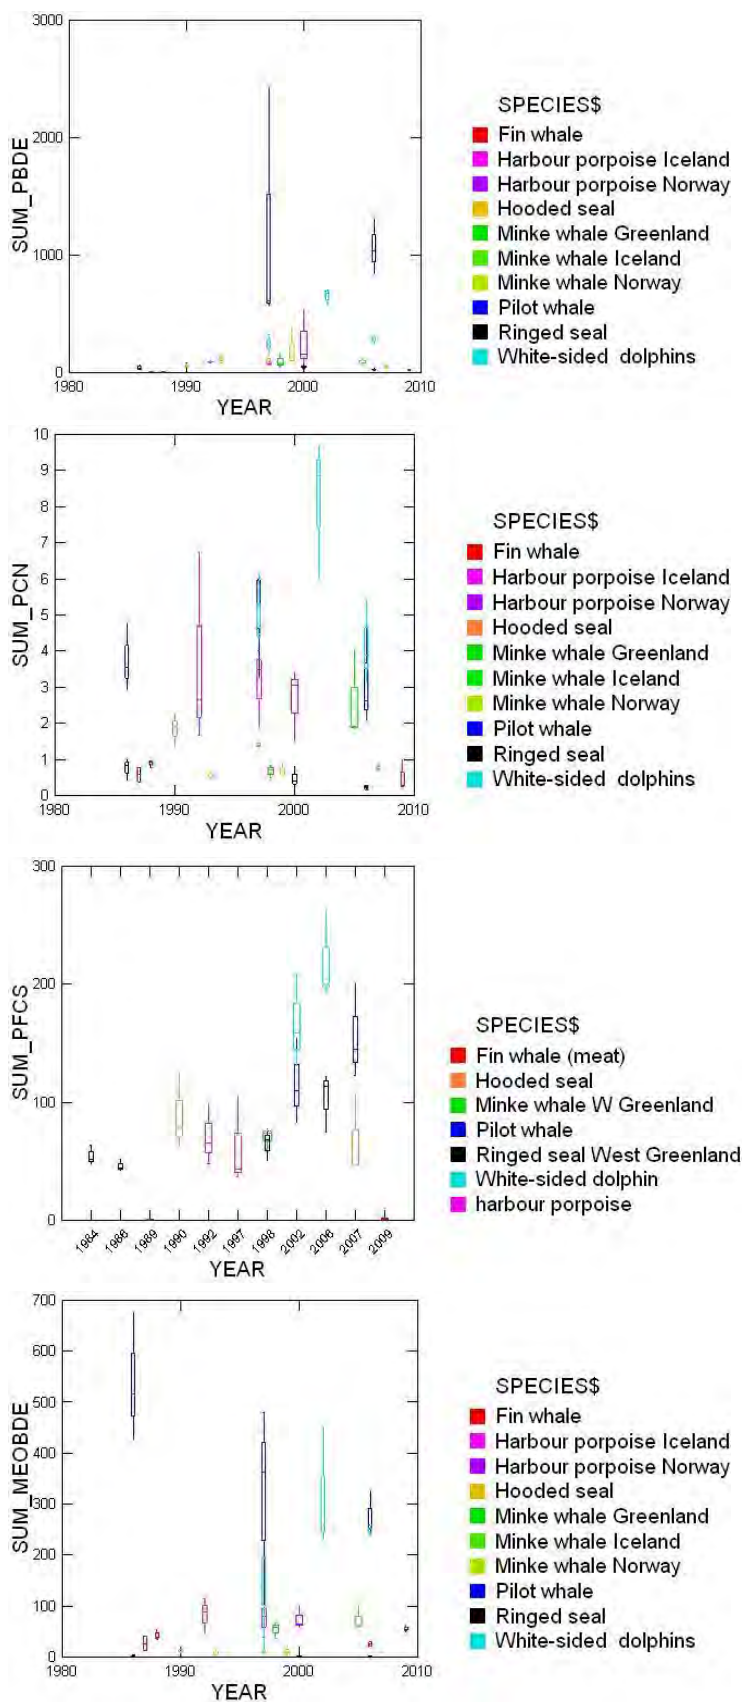 3000
2000
1000
0
SUM_PBDE
1980
1990
2000
2010
YEAR
SPECIES$
Fin whale
Harbour porpoise Iceland
Harbour porpoise Norway
Hooded seal
Minke whale Greenland
Minke whale Iceland
Minke whale Norway
Pilot whale
Ringed seal
White-sided dolphins
10
9
8
7
6
5
4
3
2
1
0
SUM_PCN
1980
1990
2000
2010
YEAR
SPECIES$
Fin whale
Harbour porpoise Iceland
Harbour porpoise Norway
Hooded seal
Minke whale Greenland
Minke whale Iceland
Minke whale Norway
Pilot whale
Ringed seal
White-sided dolphins
300
200
100
0
SUM_PFCS
1984
1986
1989
1990
1992
1997
1998
2002
2006
2007
2009
YEAR
SPECIES$
Fin whale (meat)
Hooded seal
Minke whale W Greenland
Pilot whale
Ringed seal West Greenland
White-sided dolphin
harbour porpoise
700
600
500
400
300
200
100
0
SUM_MEOBDE
1980
1990
2000
2010
YEAR
SPECIES$
Fin whale
Harbour porpoise Iceland
Harbour porpoise Norway
Hooded seal
Minke whale Greenland
Minke whale Iceland
Minke whale Norway
Pilot whale
Ringed seal
White-sided dolphins